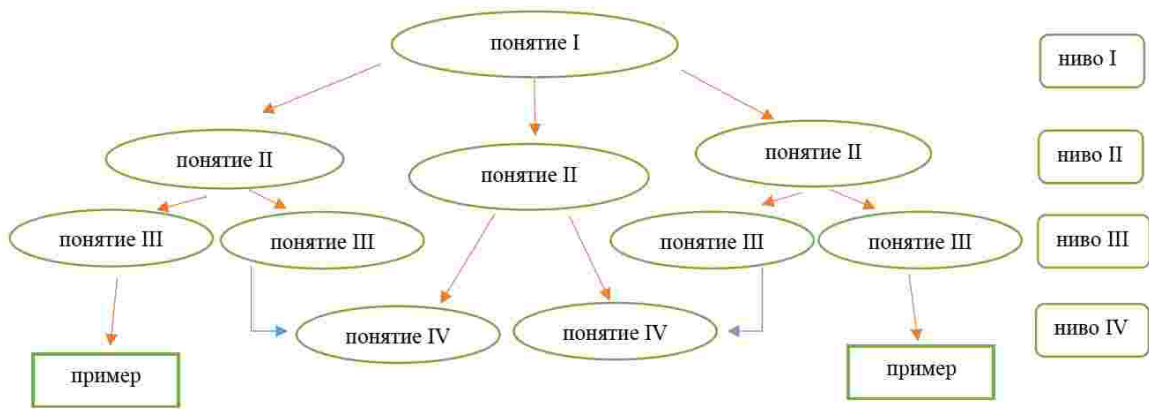 понятие I
ниво I
понятие II
понятие II
понятие II
ниво II
понятие III
понятие III
понятие III
понятие III
ниво III
понятие IV
понятие IV
ниво IV
пример
пример